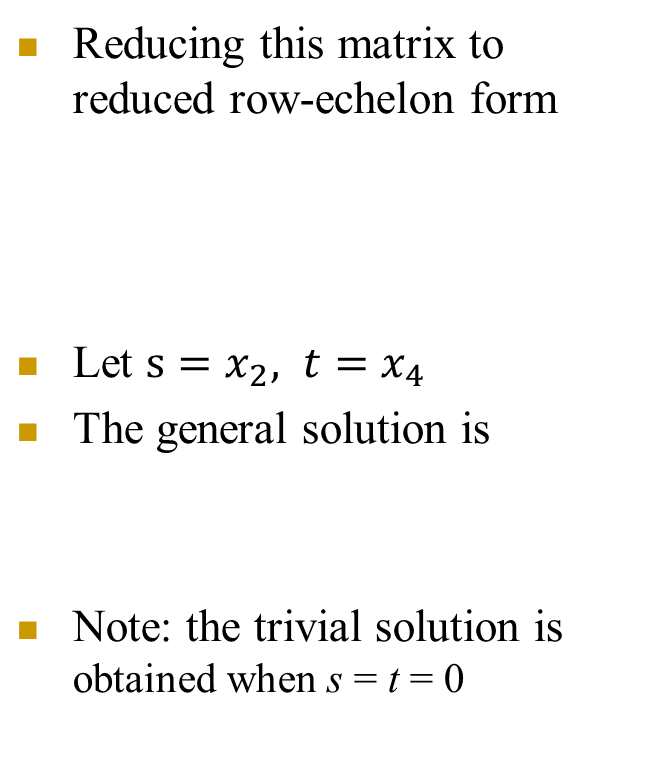 ■ Reducing this matrix to
reduced row-echelon form
■ Let s = x₂, t = x₄
■ The general solution is
■ Note: the trivial solution is
obtained when s = t = 0